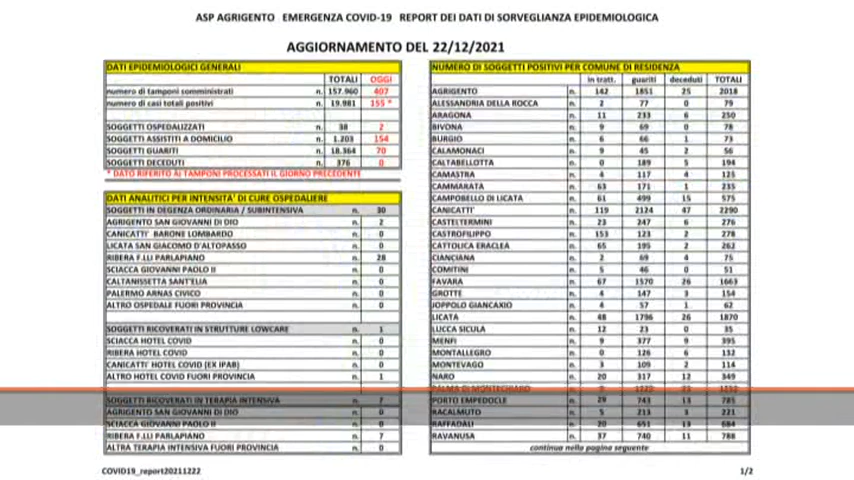 ASP AGRIGENTO EMERGENZA COVID-19 REPORT DEI DATI DI SORVEGLIANZA EPIDEMIOLOGICA
AGGIORNAMENTO DEL 22/12/2021
DATI EPIDEMIOLOGICI GENERALI
TOTALI OGGI
numero di tamponi somministrati n. 157.960 407
numero di casi totali positivi n. 19.981 155 *
SOGGETTI OSPEDALIZZATI n. 38 2
SOGGETTI ASSISTITI A DOMICILIO n. 1.203 154
SOGGETTI GUARITI n. 18.364 70
SOGGETTI DECEDUTI n. 376 0
* DATO RIFERITO AI TAMPONI PROCESSATI IL GIORNO PRECEDENTE
DATI ANALITICI PER INTENSITA' DI CURE OSPEDALIERE
SOGGETTI IN DEGENZA ORDINARIA / SUBINTENSIVA n. 30
AGRIGENTO SAN GIOVANNI DI DIO n. 2
CANICATTI' BARONE LOMBARDO n. 0
LICATA SAN GIACOMO D'ALTOPASSO n. 0
RIBERA F.LLI PARLAPIANO n. 28
SCIACCA GIOVANNI PAOLO II n. 0
CALTANISSETTA SANT'ELIA n. 0
PALERMO ARNAS CIVICO n. 0
ALTRO OSPEDALE FUORI PROVINCIA n. 0
SOGGETTI RICOVERATI IN STRUTTURE LOWCARE n. 1
SCIACCA HOTEL COVID n. 0
RIBERA HOTEL COVID n. 0
CANICATTI' HOTEL COVID (EX IPAB) n. 0
ALTRO HOTEL COVID FUORI PROVINCIA n. 1
SOGGETTI RICOVERATI IN TERAPIA INTENSIVA n. 7
AGRIGENTO SAN GIOVANNI DI DIO n. 0
SCIACCA GIOVANNI PAOLO II n. 0
RIBERA F.LLI PARLAPIANO n. 7
ALTRA TERAPIA INTENSIVA FUORI PROVINCIA n. 0
NUMERO DI SOGGETTI POSITIVI PER COMUNE DI RESIDENZA
in tratt. guariti deceduti TOTALI
AGRIGENTO n. 142 1851 25 2018
ALESSANDRIA DELLA ROCCA n. 2 77 0 79
ARAGONA n. 11 233 6 250
BIVONA n. 9 69 0 78
BURGIO n. 6 66 1 73
CALAMONACI n. 9 45 2 56
CALTABELLOTTA n. 0 189 5 194
CAMASTRA n. 4 117 4 125
CAMMARATA n. 63 171 1 235
CAMPOBELLO DI LICATA n. 61 499 15 575
CANICATTI' n. 119 2124 47 2290
CASTELTERMINI n. 23 247 6 276
CASTROFILIPPO n. 153 123 2 278
CATTOLICA ERACLEA n. 65 195 2 262
CIANCIANA n. 2 69 4 75
COMITINI n. 5 46 0 51
FAVARA n. 67 1570 26 1663
GROTTE n. 4 147 3 154
JOPPOLO GIANCAXIO n. 4 57 1 62
LICATA n. 48 1796 26 1870
LUCCA SICULA n. 12 23 0 35
MENFI n. 9 377 9 395
MONTALLEGRO n. 0 126 6 132
MONTEVAGO n. 3 109 2 114
NARO n. 20 317 12 349
PALMA DI MONTECHIARO
PORTO EMPEDOCLE n. 29 743 13 785
RACALMUTO n. 5 213 3 221
RAFFADALI n. 20 651 13 684
RAVANUSA n. 37 740 11 788
continua nella pagina seguente
COVID19_report20211222
1/2